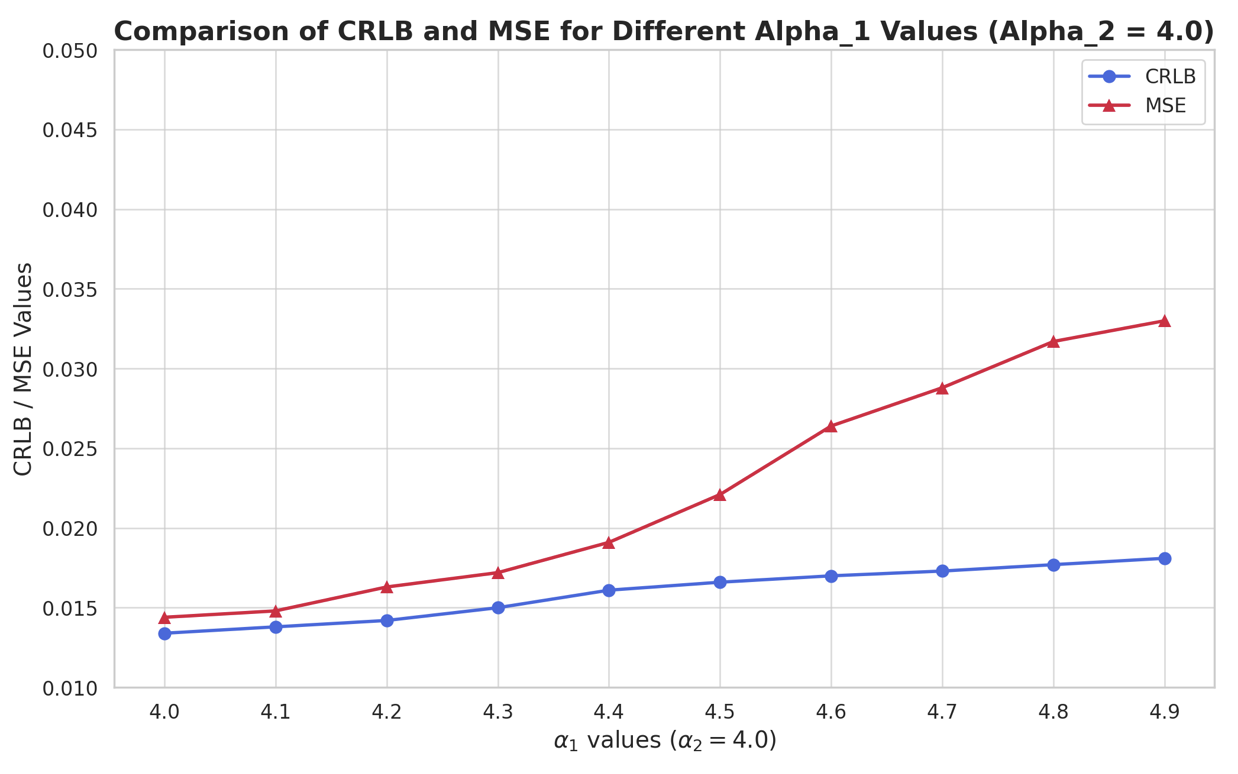 Comparison of CRLB and MSE for Different Alpha_1 Values (Alpha_2 = 4.0)
CRLB
MSE
CRLB / MSE Values
0.050
0.045
0.040
0.035
0.030
0.025
0.020
0.015
0.010
4.0 4.1 4.2 4.3 4.4 4.5 4.6 4.7 4.8 4.9
α₁ values (α₂ = 4.0)